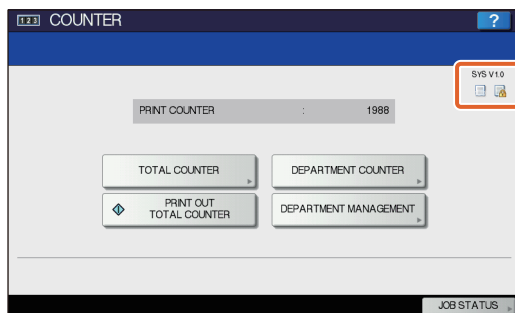 123 COUNTER ?
SYS V1.0
PRINT COUNTER : 1988
TOTAL COUNTER
DEPARTMENT COUNTER
PRINT OUT
TOTAL COUNTER
DEPARTMENT MANAGEMENT
JOB STATUS